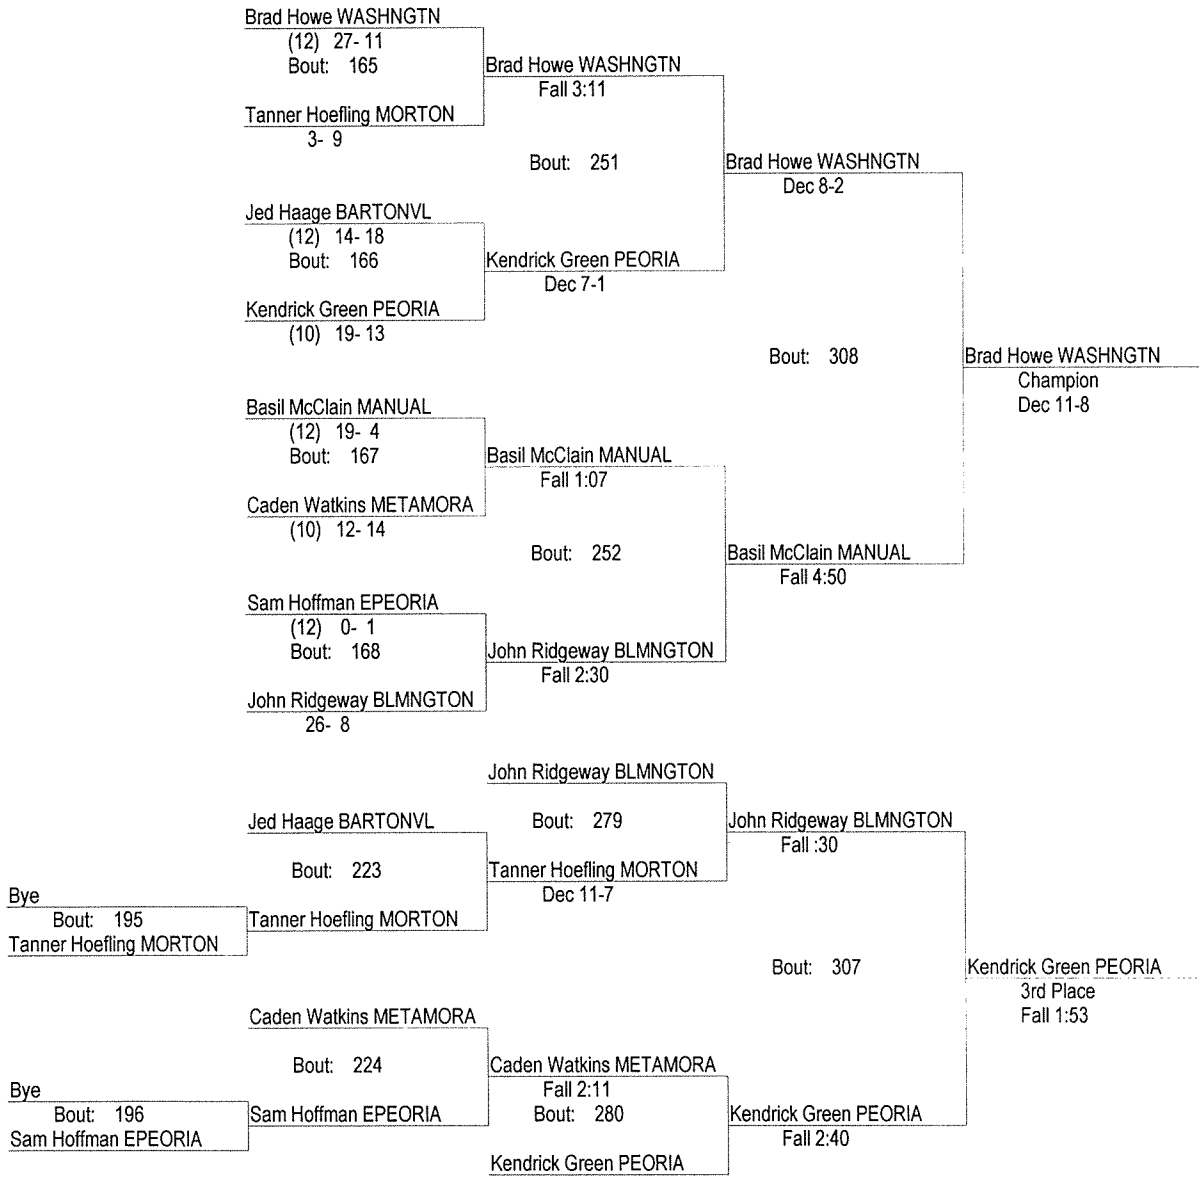 Brad Howe WASHNGTN
(12) 27- 11
Bout: 165
Brad Howe WASHNGTN
Fall 3:11
Tanner Hoefling MORTON
3- 9
Bout: 251
Brad Howe WASHNGTN
Dec 8-2
Jed Haage BARTONVL
(12) 14- 18
Bout: 166
Kendrick Green PEORIA
Dec 7-1
Kendrick Green PEORIA
(10) 19- 13
Bout: 308
Brad Howe WASHNGTN
Champion
Dec 11-8
Basil McClain MANUAL
(12) 19- 4
Bout: 167
Basil McClain MANUAL
Fall 1:07
Caden Watkins METAMORA
(10) 12- 14
Bout: 252
Basil McClain MANUAL
Fall 4:50
Sam Hoffman EPEORIA
(12) 0- 1
Bout: 168
John Ridgeway BLMNGTON
Fall 2:30
John Ridgeway BLMNGTON
26- 8
John Ridgeway BLMNGTON
Jed Haage BARTONVL
Bout: 279
John Ridgeway BLMNGTON
Fall :30
Bout: 223
Tanner Hoefling MORTON
Dec 11-7
Bye
Bout: 195
Tanner Hoefling MORTON
Tanner Hoefling MORTON
Bout: 307
Kendrick Green PEORIA
3rd Place
Fall 1:53
Caden Watkins METAMORA
Bout: 224
Caden Watkins METAMORA
Fall 2:11
Bye
Bout: 196
Sam Hoffman EPEORIA
Sam Hoffman EPEORIA
Bout: 280
Kendrick Green PEORIA
Fall 2:40
Kendrick Green PEORIA